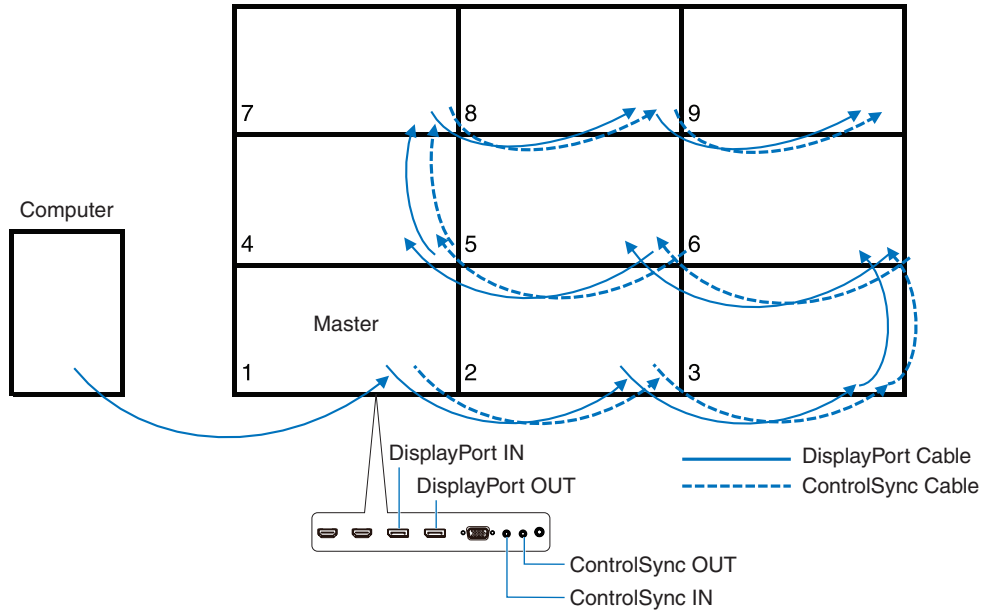 7
8
9
Computer
4
5
6
Master
1
2
3
DisplayPort IN
DisplayPort Cable
DisplayPort OUT
ControlSync Cable
ControlSync OUT
ControlSync IN